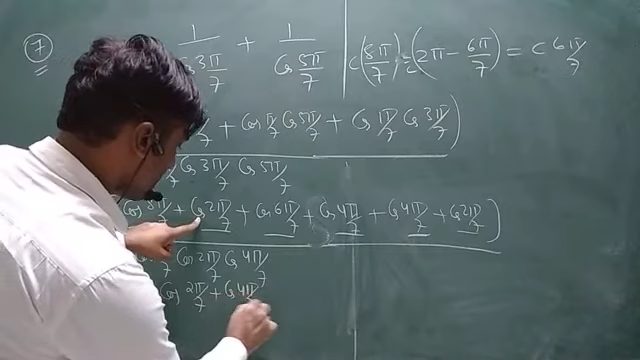 7 1/cos 3π/7 + 1/cos 5π/7 c(8π/7) = c(2π − 6π/7) = c 6π/7
/7 + cos π/7 cos 5π/7 + cos π/7 cos 3π/7)
/7 cos 3π/7 cos 5π/7
cos 8π/7 + cos 2π/7 + cos 6π/7 + cos 4π/7 + cos 4π/7 + cos 2π/7)
/7 cos 2π/7 cos 4π/7
cos 2π/7 + cos 4π